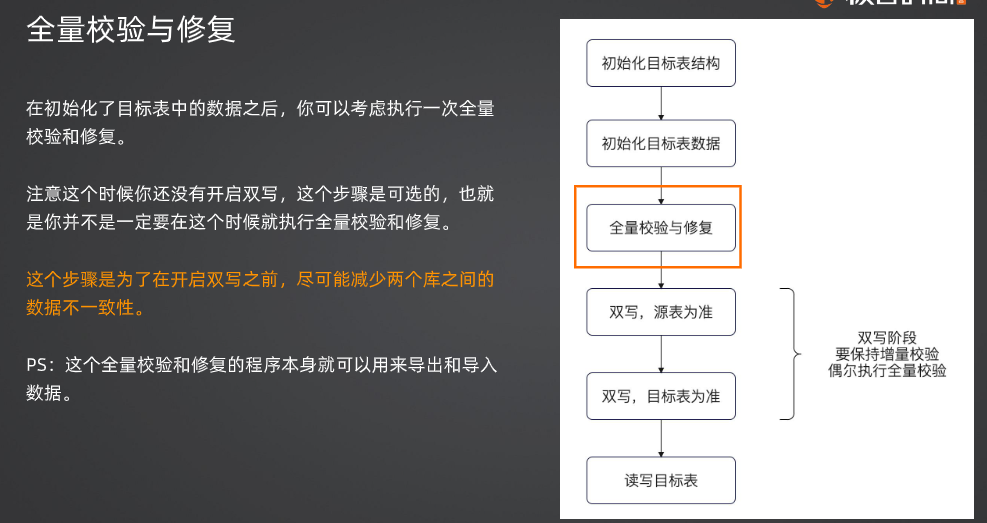 全量校验与修复
在初始化了目标表中的数据之后，你可以考虑执行一次全量
校验和修复。
注意这个时候你还没有开启双写，这个步骤是可选的，也就
是你并不是一定要在这个时候就执行全量校验和修复。
这个步骤是为了在开启双写之前，尽可能减少两个库之间的
数据不一致性。
PS：这个全量校验和修复的程序本身就可以用来导出和导入
数据。
初始化目标表结构
初始化目标表数据
全量校验与修复
双写，源表为准
双写，目标表为准
读写目标表
双写阶段
要保持增量校验
偶尔执行全量校验